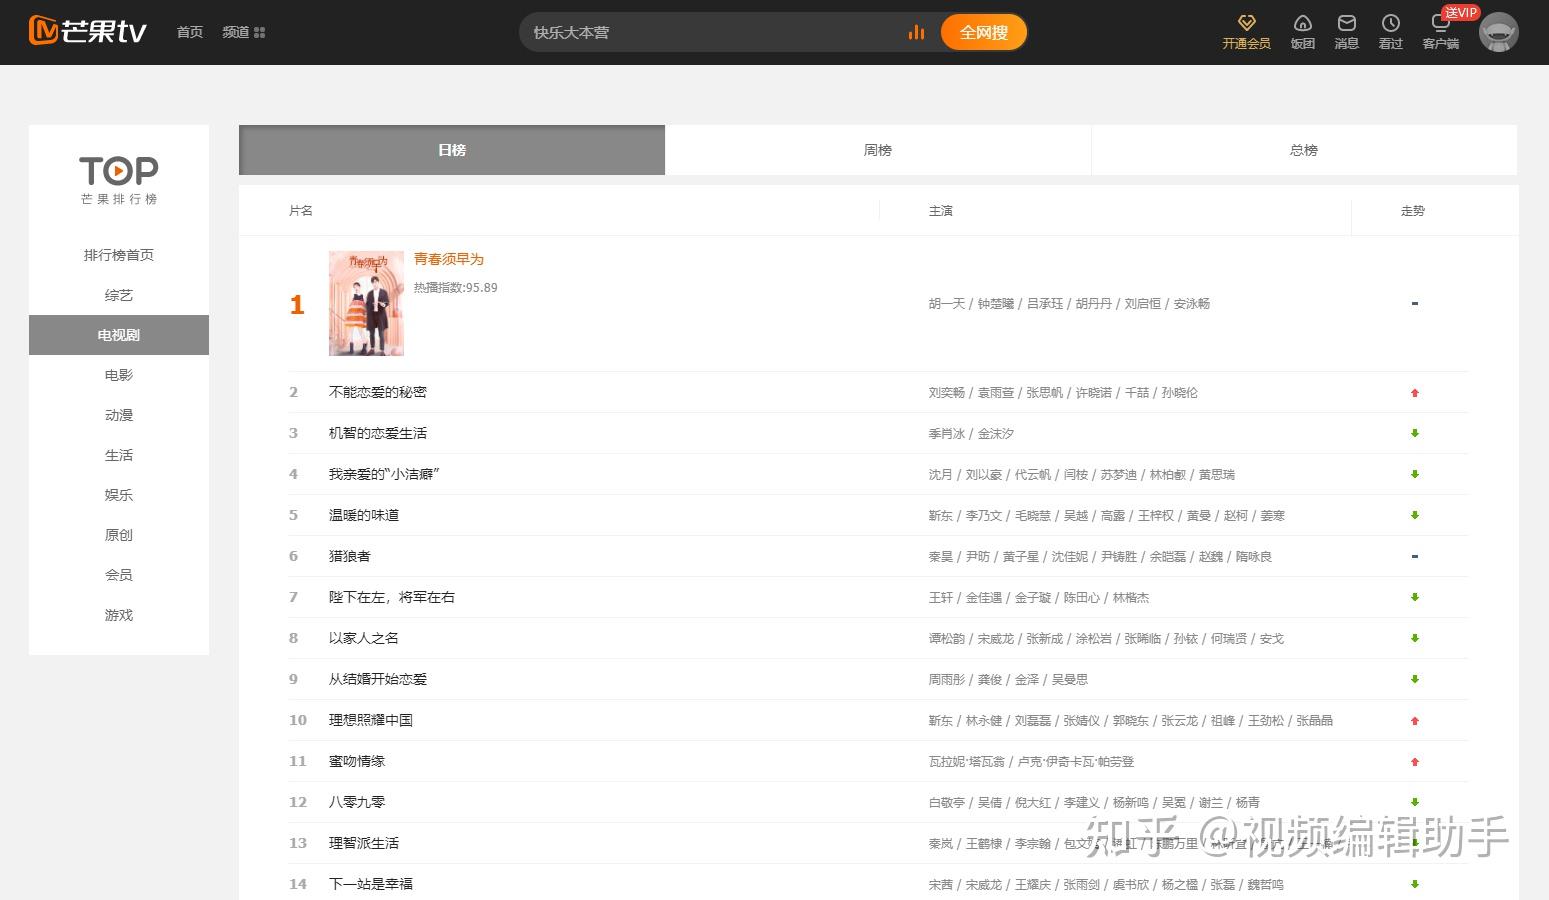 芒果tv 首页 频道 快乐大本营 全网搜 开通会员 饭团 消息 看过 客户端 送VIP
TOP
芒果排行榜
排行榜首页
综艺
电视剧
电影
动漫
生活
娱乐
原创
会员
游戏
日榜 周榜 总榜
片名 主演 走势
1 青春须早为
热播指数:95.89
胡一天 / 钟楚曦 / 吕承珏 / 胡丹丹 / 刘启恒 / 安泳畅 -
2 不能恋爱的秘密 刘奕畅 / 袁雨萱 / 张思帆 / 许晓诺 / 千喆 / 孙晓伦
3 机智的恋爱生活 季肖冰 / 金沫汐
4 我亲爱的“小洁癖” 沈月 / 刘以豪 / 代云帆 / 闫桉 / 苏梦迪 / 林柏叡 / 黄思瑞
5 温暖的味道 靳东 / 李乃文 / 毛晓慧 / 吴越 / 高露 / 王梓权 / 黄曼 / 赵柯 / 姜寒
6 猎狼者 秦昊 / 尹昉 / 黄子星 / 沈佳妮 / 尹铸胜 / 余皑磊 / 赵魏 / 隋咏良 -
7 陛下在左，将军在右 王轩 / 金佳遇 / 金子璇 / 陈田心 / 林楷杰
8 以家人之名 谭松韵 / 宋威龙 / 张新成 / 涂松岩 / 张晞临 / 孙铱 / 何瑞贤 / 安戈
9 从结婚开始恋爱 周雨彤 / 龚俊 / 金泽 / 吴曼思
10 理想照耀中国 靳东 / 林永健 / 刘磊磊 / 张婧仪 / 郭晓东 / 张云龙 / 祖峰 / 王劲松 / 张晶晶
11 蜜吻情缘 瓦拉妮·塔瓦翁 / 卢克·伊奇卡瓦·帕劳登
12 八零九零 白敬亭 / 吴倩 / 倪大红 / 李建义 / 杨新鸣 / 吴冕 / 谢兰 / 杨青
13 理智派生活 秦岚 / 王鹤棣 / 李宗翰 / 包文
14 下一站是幸福 宋茜 / 宋威龙 / 王耀庆 / 张雨剑 / 虞书欣 / 杨之楹 / 张磊 / 魏哲鸣
知乎 @视频编辑助手